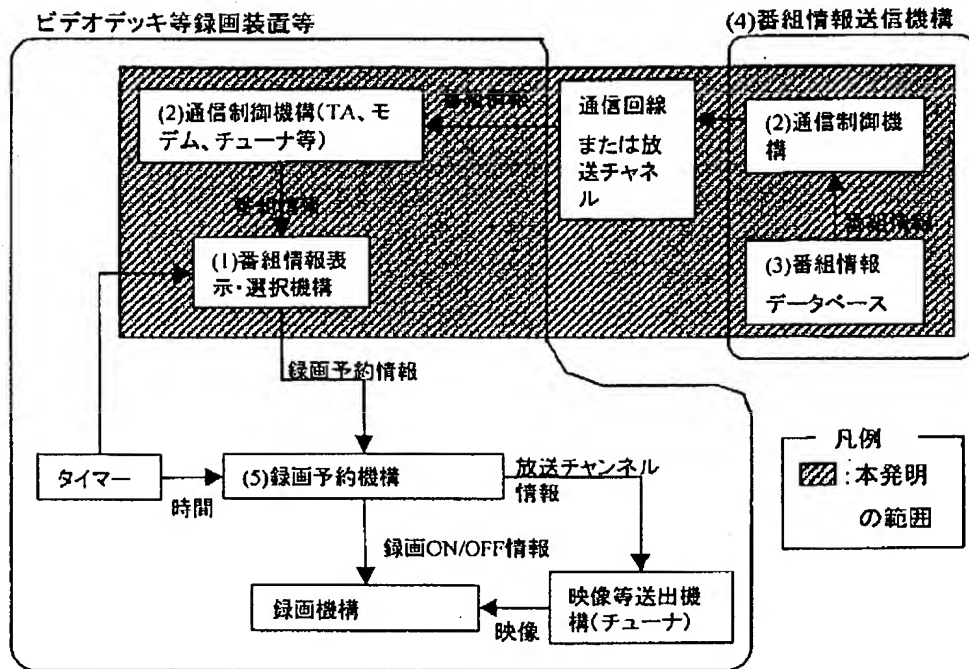 ビデオデッキ等録画装置等
(4)番組情報送信機構
(2)通信制御機構(TA、モ
デム、チューナ等)
番組情報
通信回線
または放
送チャネ
ル
(2)通信制御機
構
番組情報
番組情報
(1)番組情報表
示・選択機構
(3)番組情報
データベース
録画予約情報
タイマー
時間
(5)録画予約機構
放送チャンネル
情報
凡例
:本発明
の範囲
録画ON/OFF情報
録画機構
映像
映像等送出機
構(チューナ)